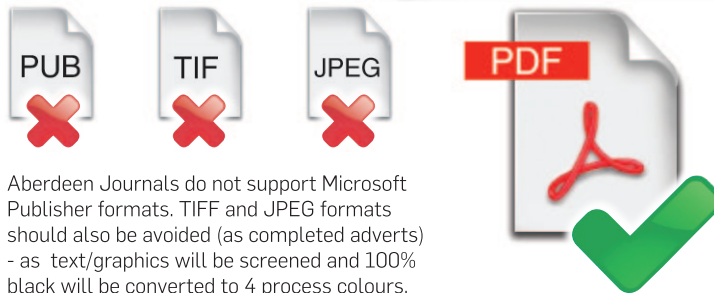 PUB
TIF
JPEG
PDF
Aberdeen Journals do not support Microsoft
Publisher formats. TIFF and JPEG formats
should also be avoided (as completed adverts)
- as text/graphics will be screened and 100%
black will be converted to 4 process colours.